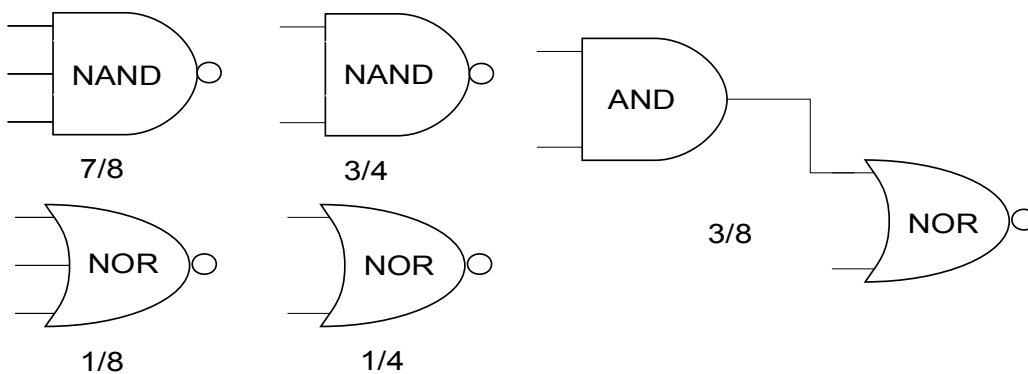 NAND
7/8
NAND
3/4
AND
NOR
3/8
NOR
1/8
NOR
1/4